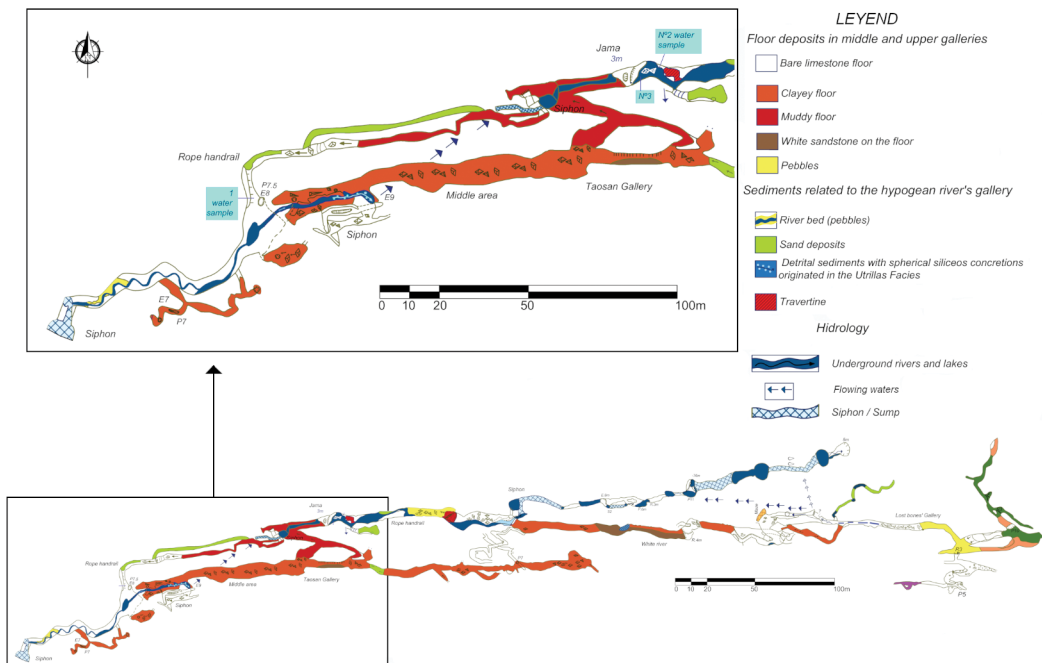 LEYEND
Floor deposits in middle and upper galleries
Bare limestone floor
Clayey floor
Muddy floor
White sandstone on the floor
Pebbles
Sediments related to the hypogean river's gallery
River bed (pebbles)
Sand deposits
Detrital sediments with spherical siliceos concretions
originated in the Utrillas Facies
Travertine
Hidrology
Underground rivers and lakes
Flowing waters
Siphon / Sump
Jama
3m
Nº2 water
sample
Nº3
Siphon
Rope handrail
1
water
sample
P7.5
E8
E9
Middle area
Taosan Gallery
Siphon
E7
P7
Siphon
0
10
20
50
100m
Jama
3m
Rope handrail
Siphon
Rope handrail
Middle area
Taosan Gallery
Siphon
E7
P7
Siphon
White river
Lost bones' Gallery
P5
0
10
20
50
100m